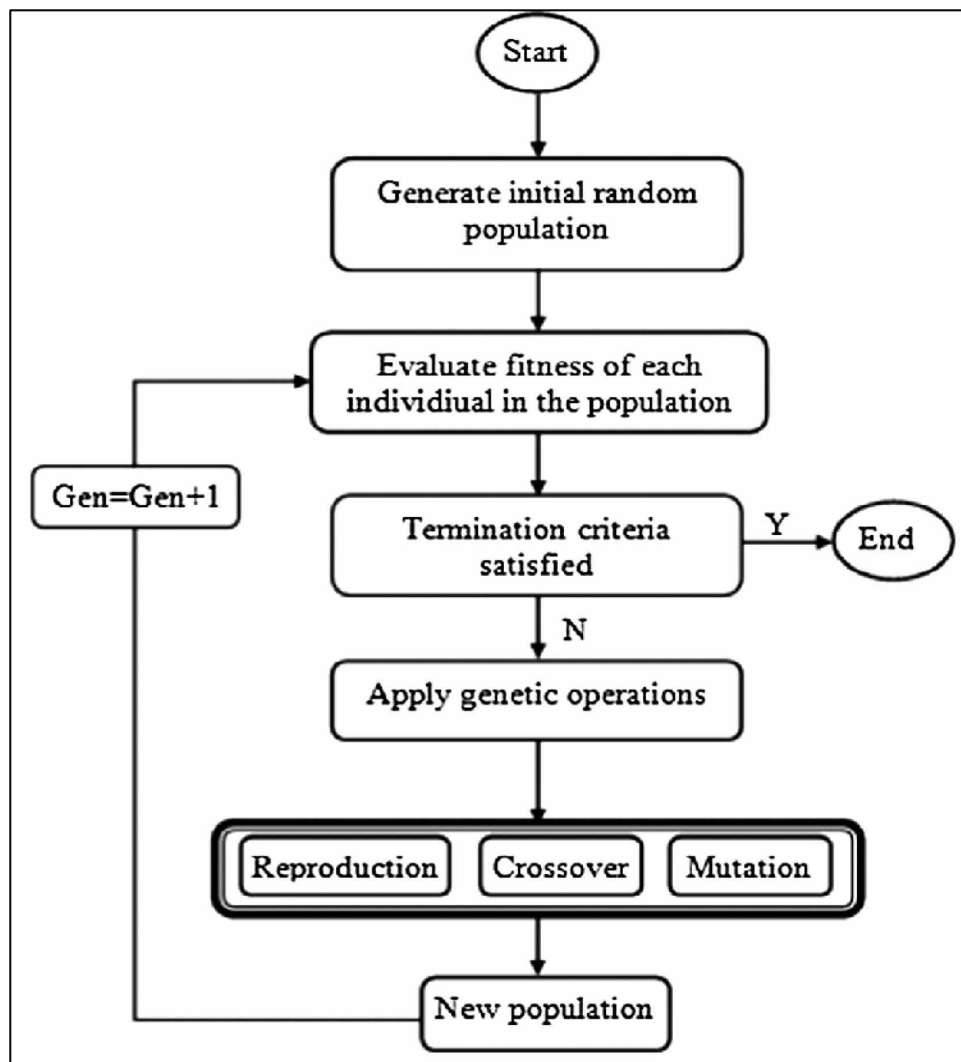 Start
Generate initial random
population
Evaluate fitness of each
individiual in the population
Gen=Gen+1
Termination criteria
satisfied
Y
End
N
Apply genetic operations
Reproduction
Crossover
Mutation
New population